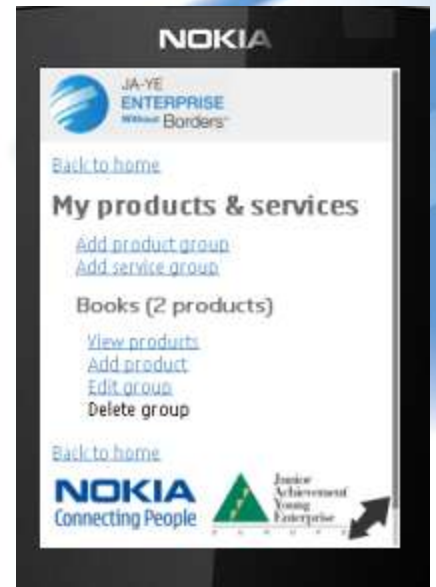 NOKIA
JA-YE
ENTERPRISE
Without Borders™
Back to home
My products & services
Add product group
Add service group
Books (2 products)
View products
Add product
Edit group
Delete group
Back to home
NOKIA
Connecting People
Junior
Achievement
Young
Enterprise